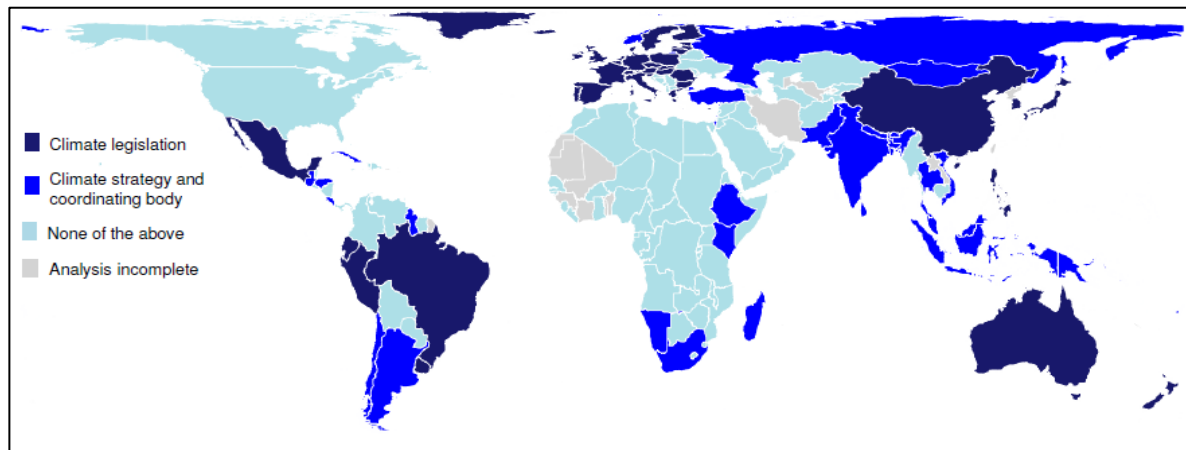 Climate legislation
Climate strategy and
coordinating body
None of the above
Analysis incomplete